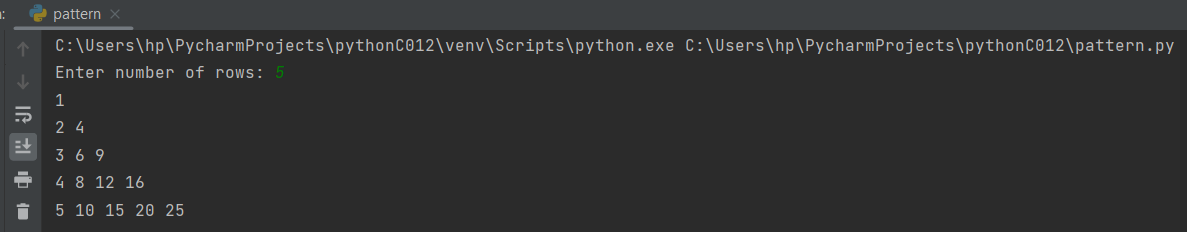 : pattern
C:\Users\hp\PycharmProjects\pythonC012\venv\Scripts\python.exe C:\Users\hp\PycharmProjects\pythonC012\pattern.py
Enter number of rows: 5
1
2 4
3 6 9
4 8 12 16
5 10 15 20 25